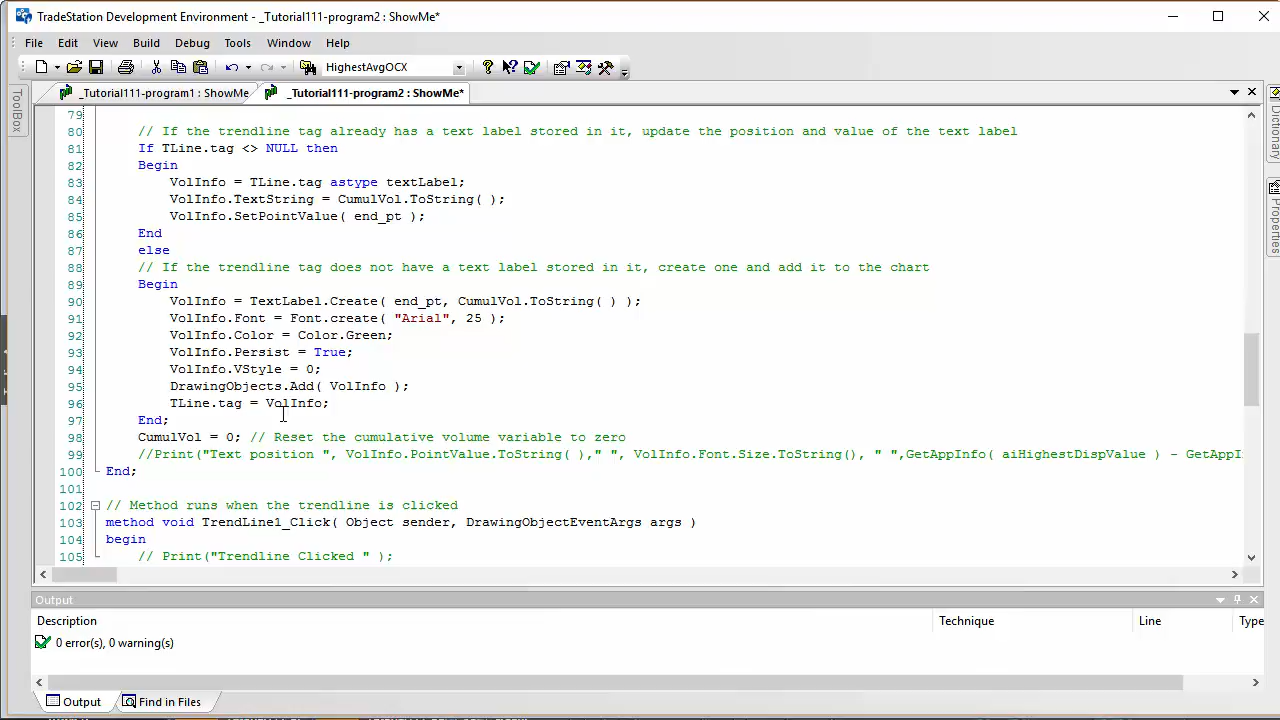 TradeStation Development Environment - _Tutorial111-program2 : ShowMe*
File Edit View Build Debug Tools Window Help
HighestAvgOCX
_Tutorial111-program1 : ShowMe
_Tutorial111-program2 : ShowMe*
ToolBox
Dictionary
Properties
79
80 // If the trendline tag already has a text label stored in it, update the position and value of the text label
81 If TLine.tag <> NULL then
82 Begin
83 VolInfo = TLine.tag astype textLabel;
84 VolInfo.TextString = CumulVol.ToString( );
85 VolInfo.SetPointValue( end_pt );
86 End
87 else
88 // If the trendline tag does not have a text label stored in it, create one and add it to the chart
89 Begin
90 VolInfo = TextLabel.Create( end_pt, CumulVol.ToString( ) );
91 VolInfo.Font = Font.create( "Arial", 25 );
92 VolInfo.Color = Color.Green;
93 VolInfo.Persist = True;
94 VolInfo.VStyle = 0;
95 DrawingObjects.Add( VolInfo );
96 TLine.tag = VolInfo;
97 End;
98 CumulVol = 0; // Reset the cumulative volume variable to zero
99 //Print("Text position ", VolInfo.PointValue.ToString( )," ", VolInfo.Font.Size.ToString(), " ",GetAppInfo( aiHighestDispValue ) - GetAppI
100 End;
101
102 // Method runs when the trendline is clicked
103 method void TrendLine1_Click( Object sender, DrawingObjectEventArgs args )
104 begin
105 // Print("Trendline Clicked " );
Output
Description Technique Line Type
0 error(s), 0 warning(s)
Output Find in Files